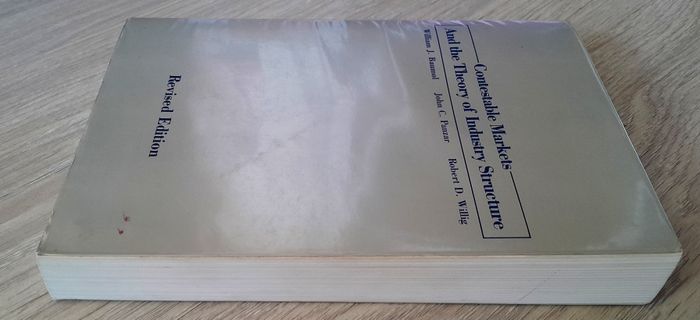 Contestable Markets
And the Theory of Industry Structure
William J. Baumol John C. Panzar Robert D. Willig
Revised Edition